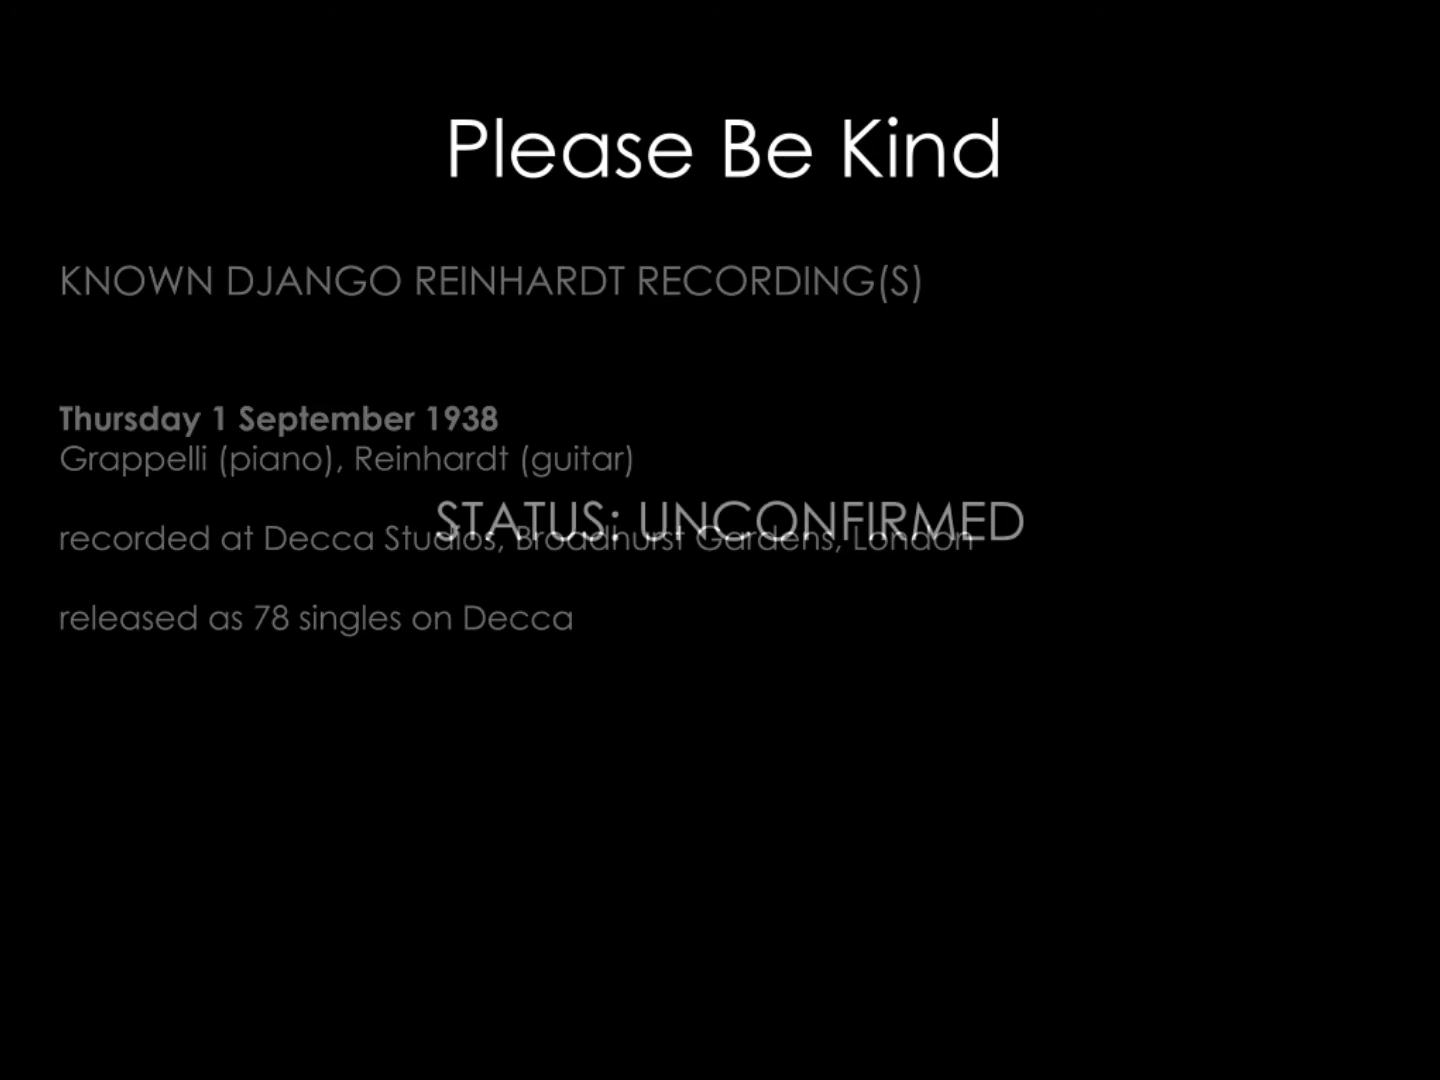 Please Be Kind
KNOWN DJANGO REINHARDT RECORDING(S)
Thursday 1 September 1938
Grappelli (piano), Reinhardt (guitar)
STATUS: UNCONFIRMED
recorded at Decca Studios, Broadhurst Gardens, London
released as 78 singles on Decca